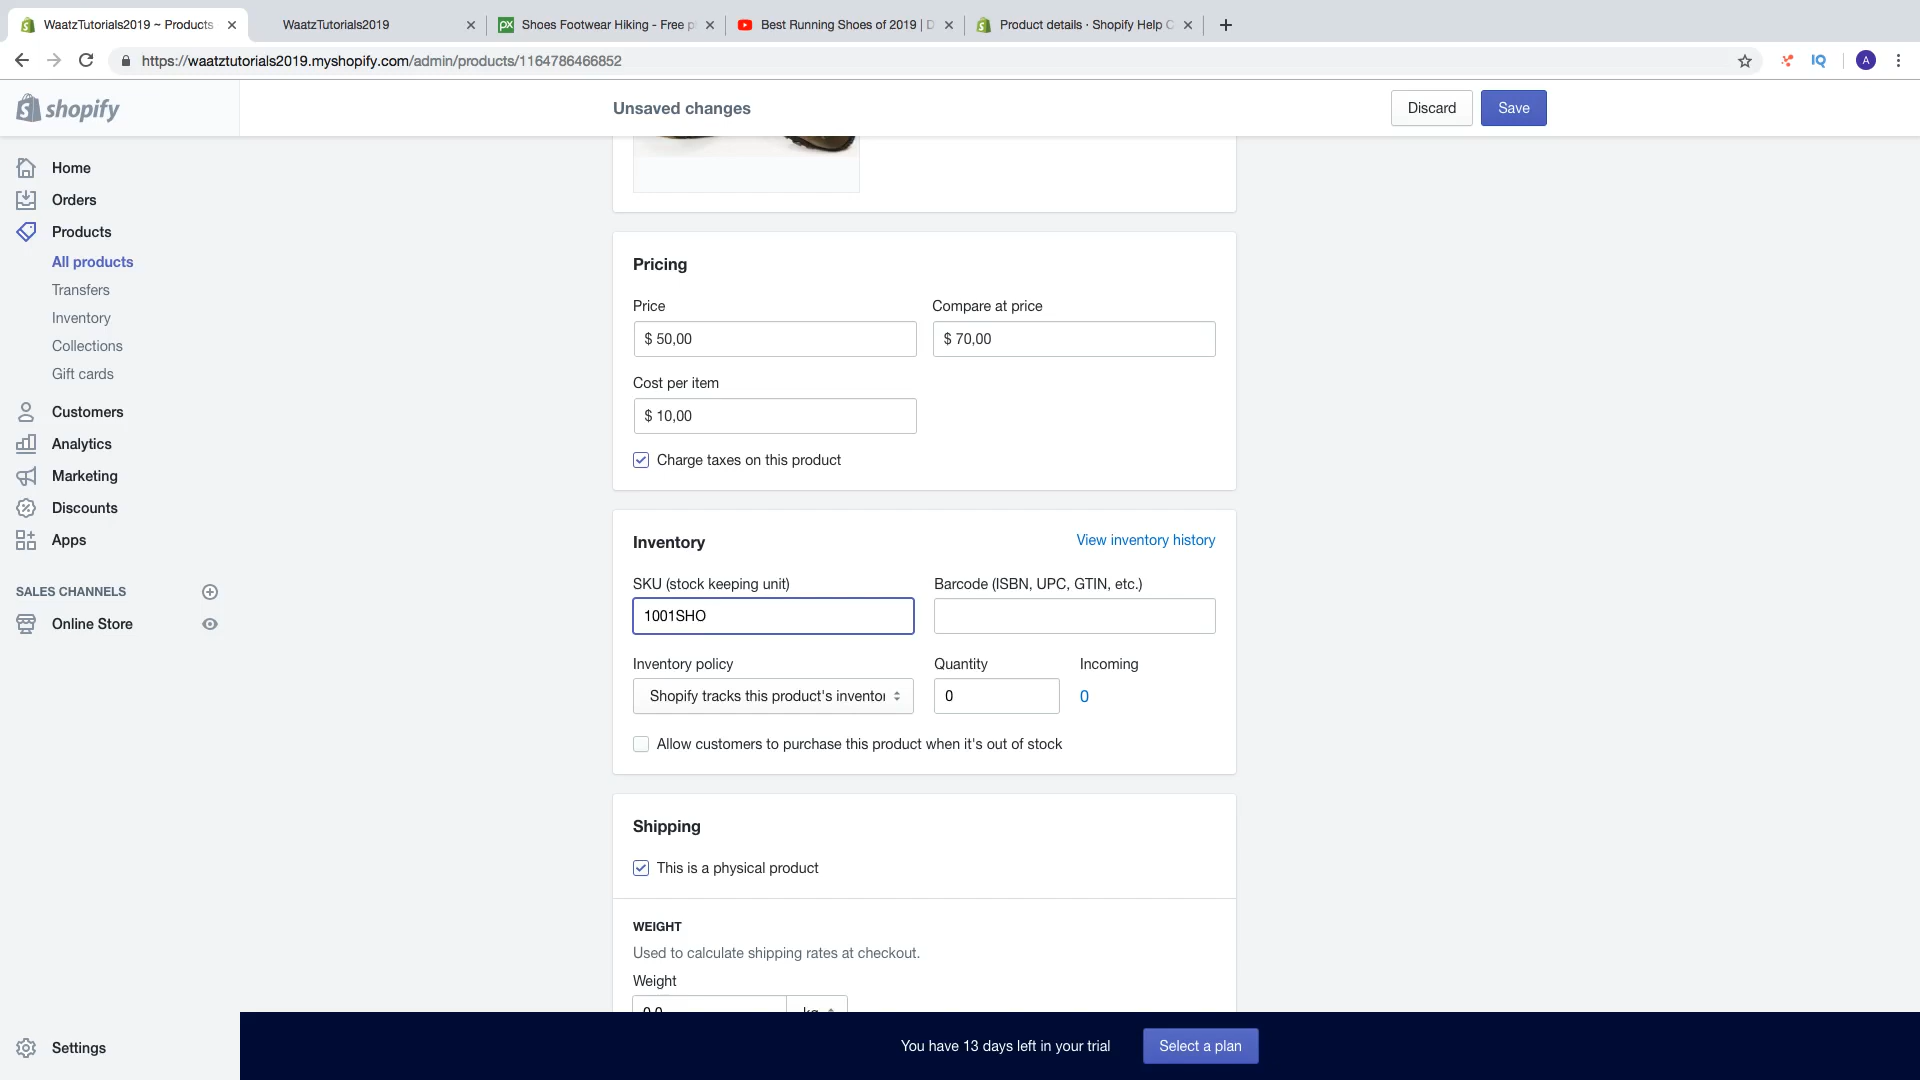 WaatzTutorials2019 ~ Products
WaatzTutorials2019
Shoes Footwear Hiking - Free p
Best Running Shoes of 2019 | D
Product details · Shopify Help C
https://waatztutorials2019.myshopify.com/admin/products/1164786466852
IQ
A
shopify
Unsaved changes
Discard
Save
Home
Orders
Products
All products
Transfers
Inventory
Collections
Gift cards
Customers
Analytics
Marketing
Discounts
Apps
SALES CHANNELS
Online Store
Settings
Pricing
Price
Compare at price
$ 50,00
$ 70,00
Cost per item
$ 10,00
Charge taxes on this product
Inventory
View inventory history
SKU (stock keeping unit)
Barcode (ISBN, UPC, GTIN, etc.)
1001SHO
Inventory policy
Quantity
Incoming
Shopify tracks this product's inventor
0
0
Allow customers to purchase this product when it's out of stock
Shipping
This is a physical product
WEIGHT
Used to calculate shipping rates at checkout.
Weight
0.0
kg
You have 13 days left in your trial
Select a plan